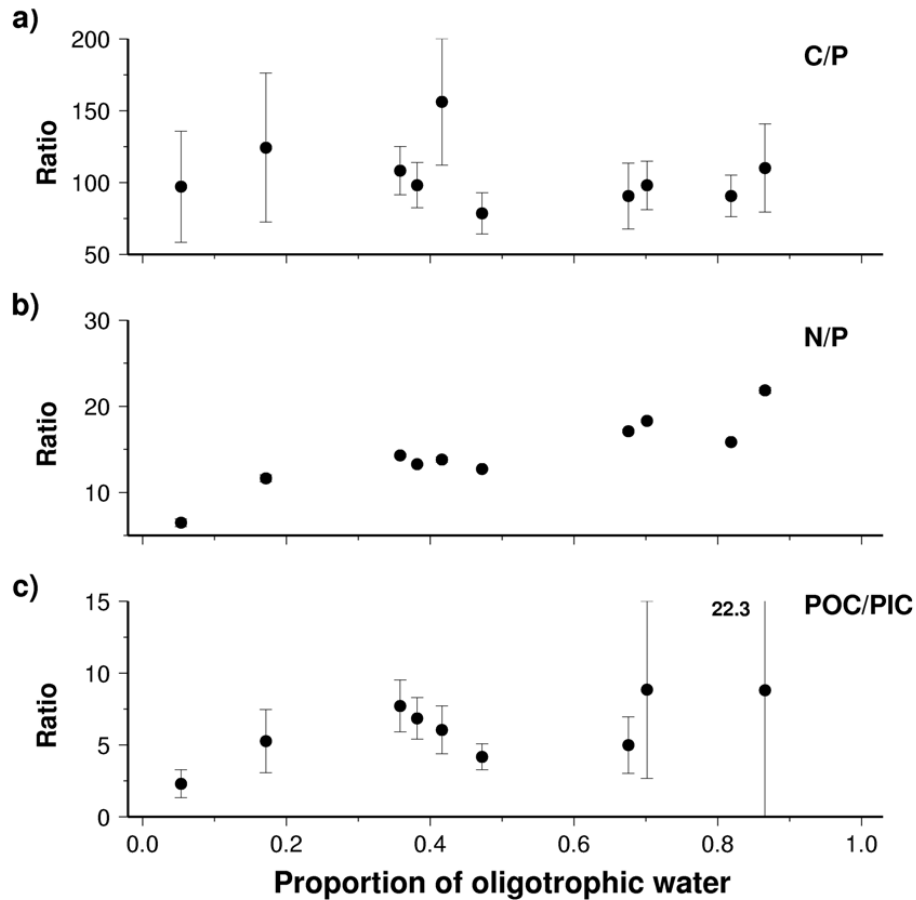 a)
C/P
200
150
100
50
Ratio
b)
N/P
30
20
10
Ratio
c)
POC/PIC
22.3
15
10
5
0
Ratio
0.0 0.2 0.4 0.6 0.8 1.0
Proportion of oligotrophic water